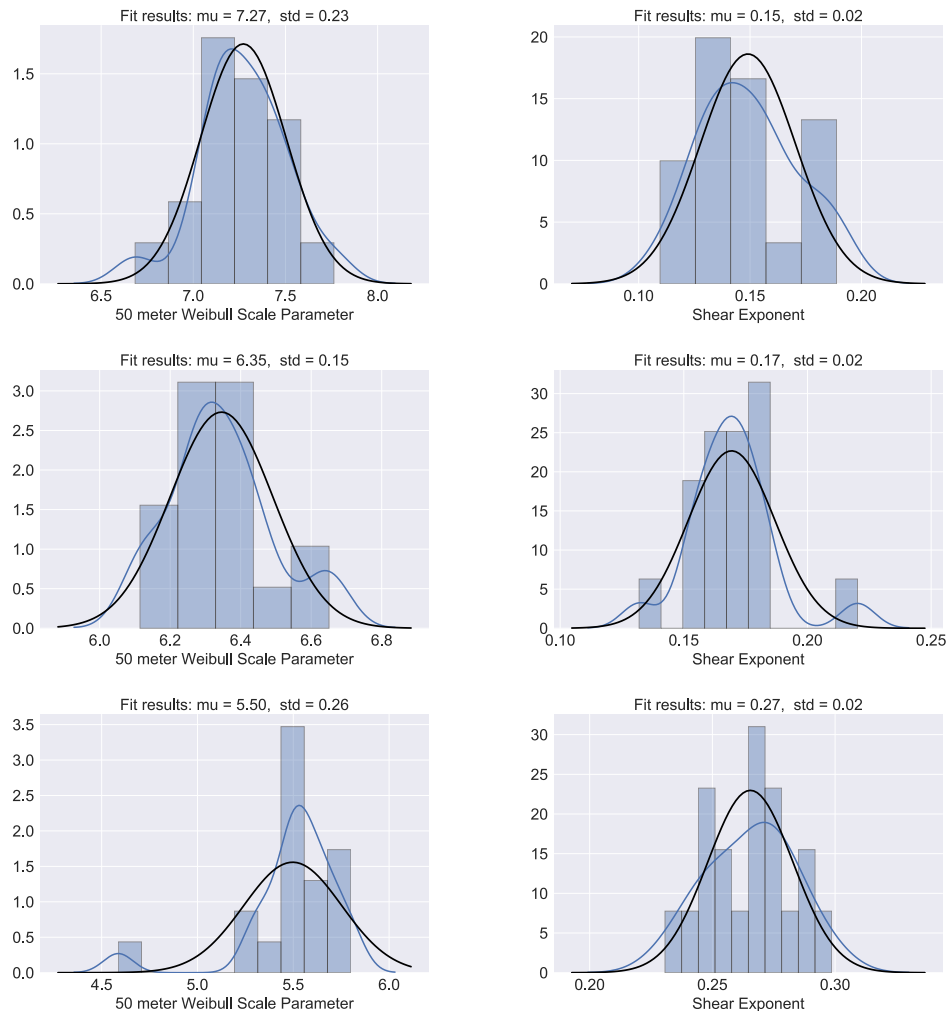 Fit results: mu = 7.27,  std = 0.23
1.5
1.0
0.5
0.0
6.5 7.0 7.5 8.0
50 meter Weibull Scale Parameter
Fit results: mu = 0.15,  std = 0.02
20
15
10
5
0
0.10 0.15 0.20
Shear Exponent
Fit results: mu = 6.35,  std = 0.15
3.0
2.5
2.0
1.5
1.0
0.5
0.0
6.0 6.2 6.4 6.6 6.8
50 meter Weibull Scale Parameter
Fit results: mu = 0.17,  std = 0.02
30
25
20
15
10
5
0
0.10 0.15 0.20 0.25
Shear Exponent
Fit results: mu = 5.50,  std = 0.26
3.5
3.0
2.5
2.0
1.5
1.0
0.5
0.0
4.5 5.0 5.5 6.0
50 meter Weibull Scale Parameter
Fit results: mu = 0.27,  std = 0.02
30
25
20
15
10
5
0
0.20 0.25 0.30
Shear Exponent